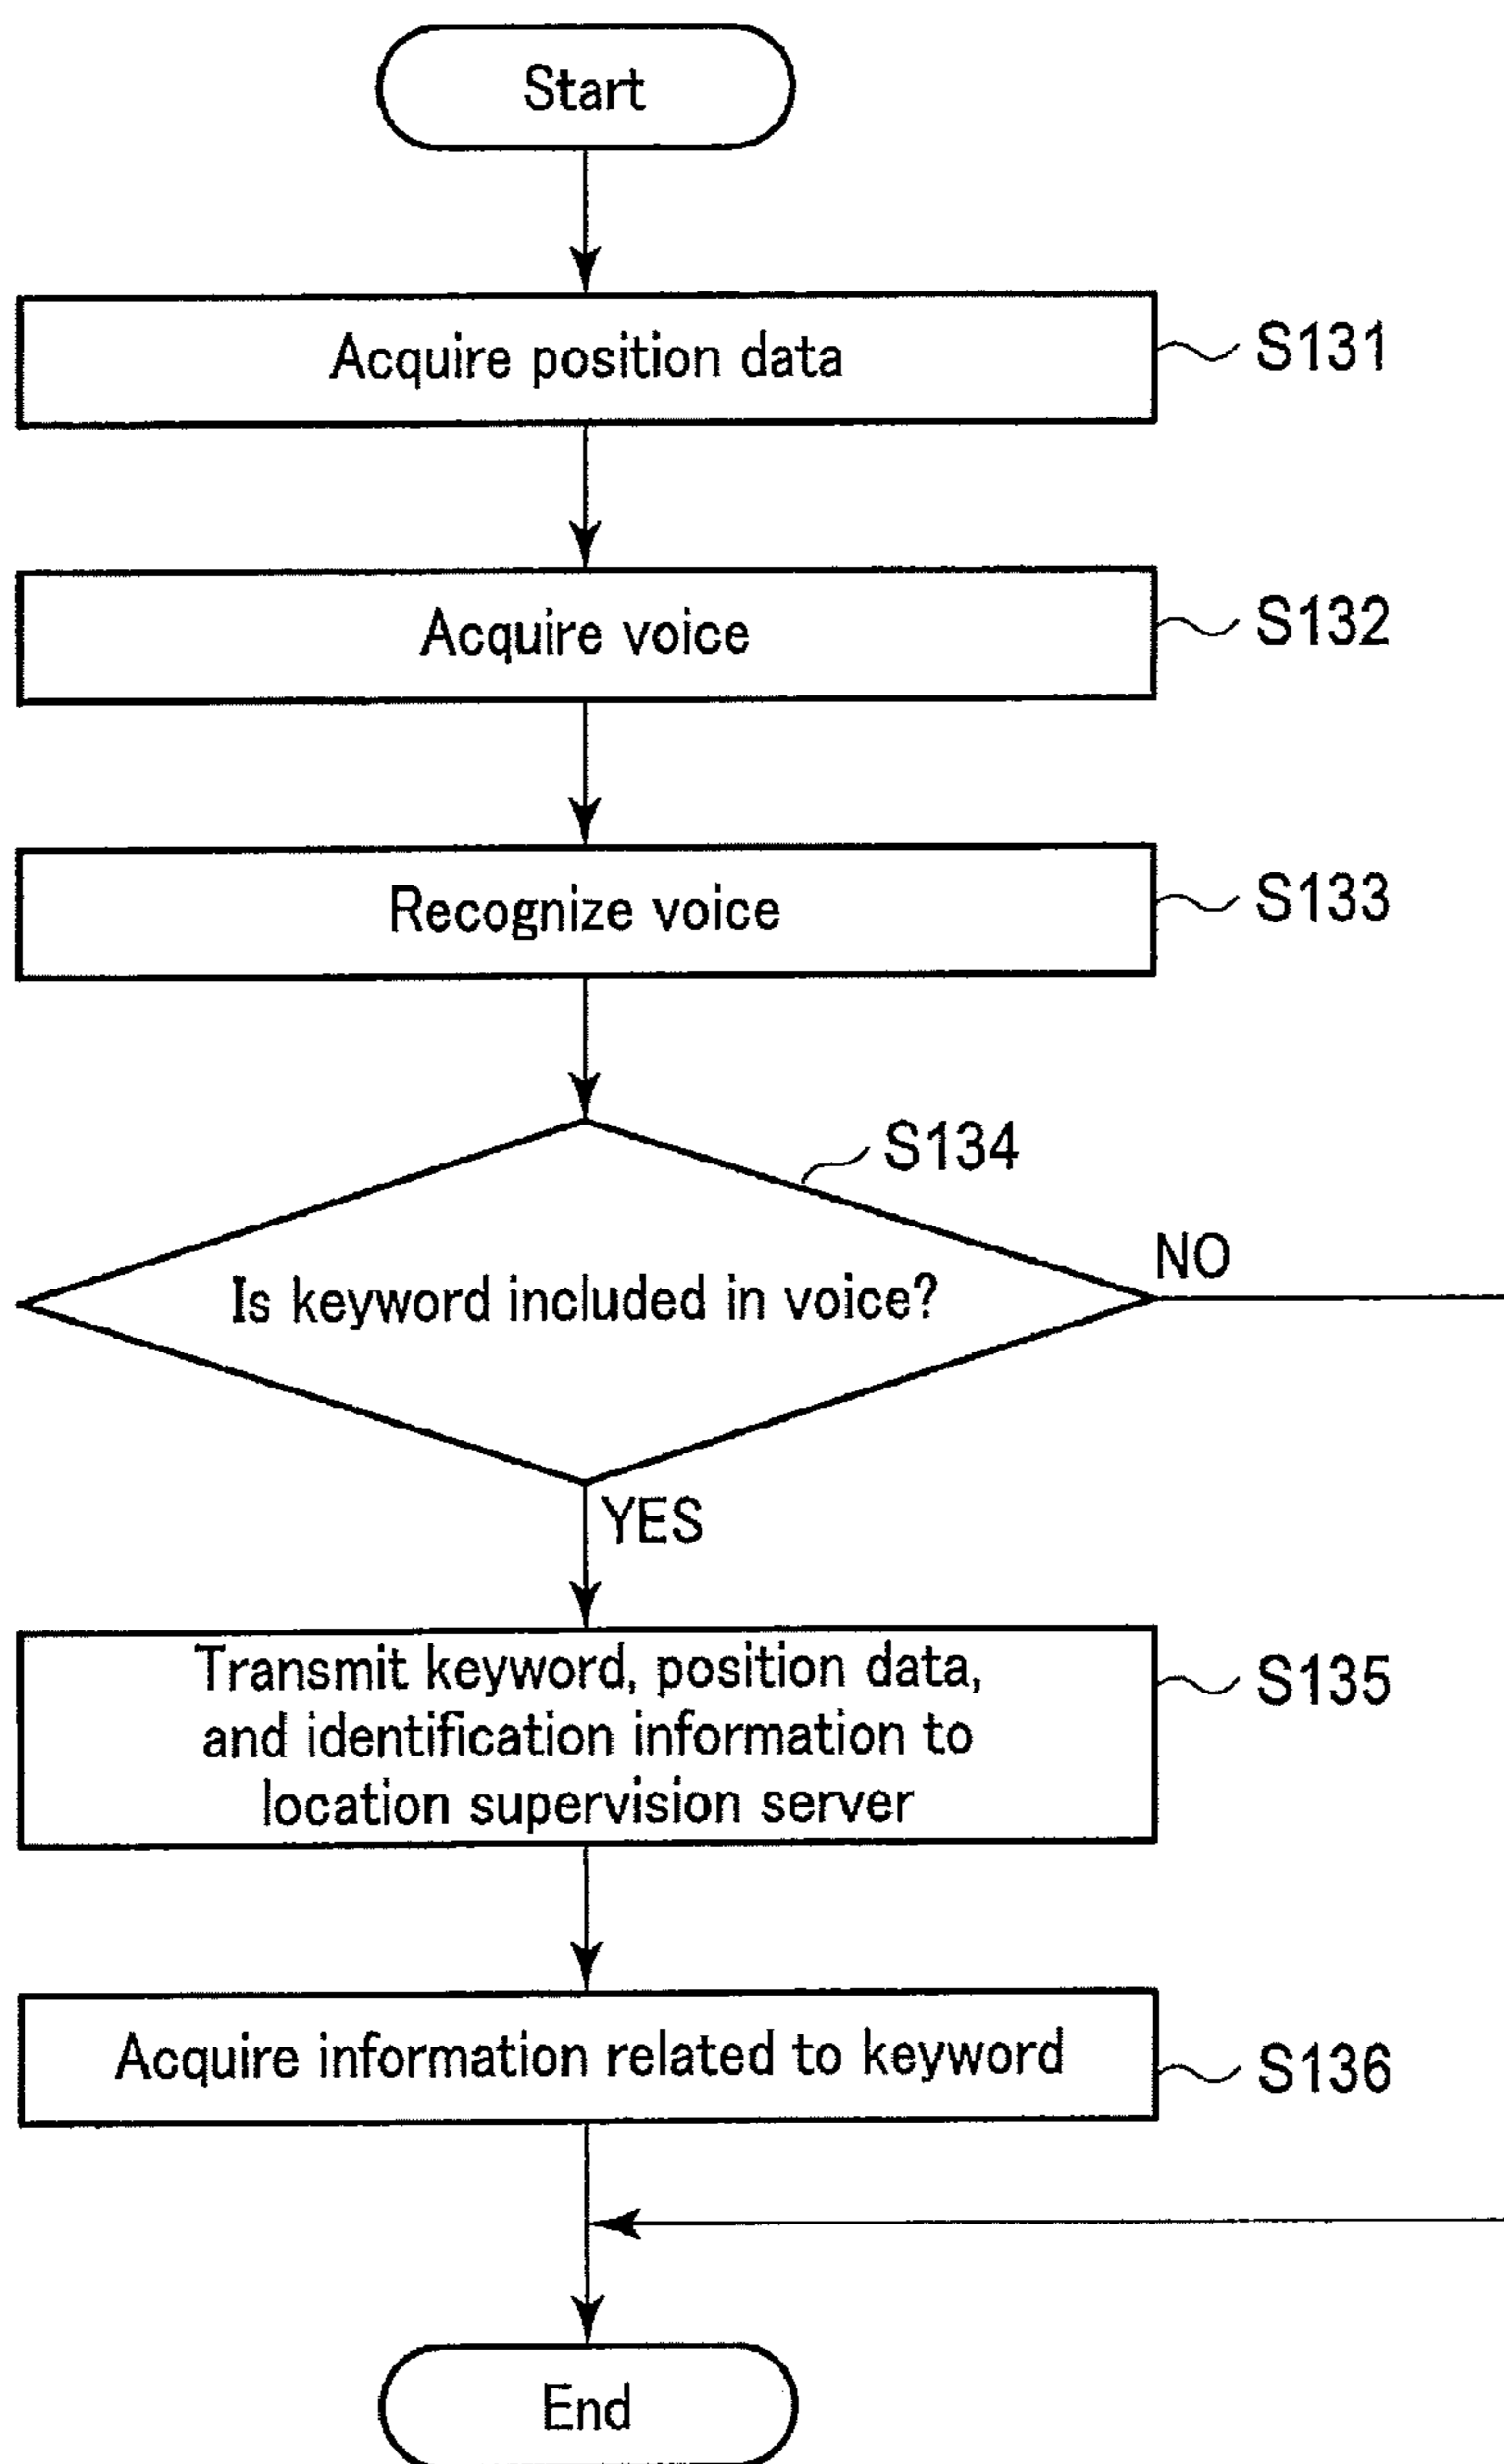 Start
Acquire position data
S131
Acquire voice
S132
Recognize voice
S133
S134
Is keyword included in voice?
NO
YES
Transmit keyword, position data,
and identification information to
location supervision server
S135
Acquire information related to keyword
S136
End